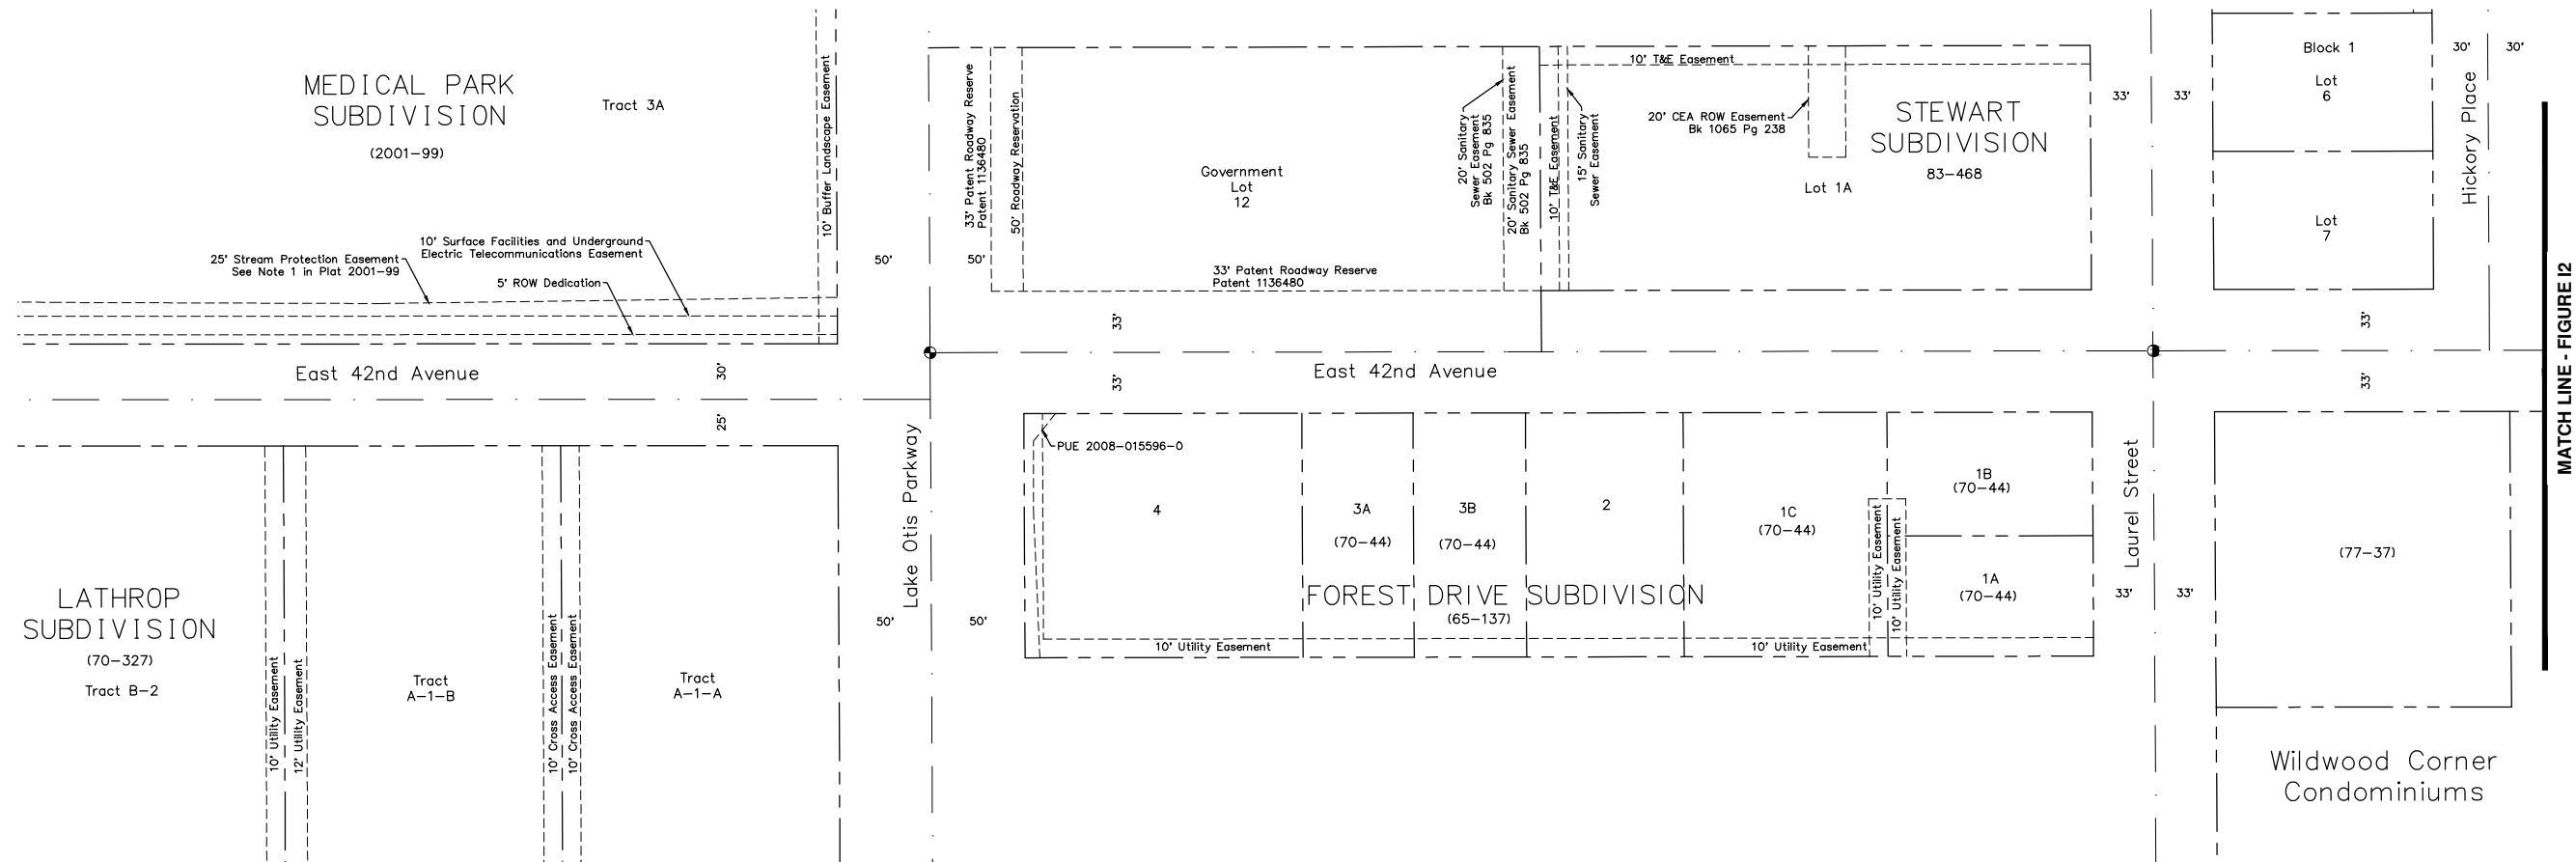 MEDICAL PARK
SUBDIVISION
(2001-99)
Tract 3A
10' Buffer Landscape Easement
25' Stream Protection Easement
See Note 1 in Plat 2001-99
10' Surface Facilities and Underground
Electric Telecommunications Easement
5' ROW Dedication
East 42nd Avenue
30'
25'
50'
50'
33' Patent Roadway Reserve
Patent 1136480
50' Roadway Reservation
Government
Lot
12
33' Patent Roadway Reserve
Patent 1136480
20' Sanitary
Sewer Easement
Bk 502 Pg 835
20' Sanitary Sewer Easement
Bk 502 Pg 835
10' T&E Easement
15' Sanitary
Sewer Easement
10' T&E Easement
20' CEA ROW Easement
Bk 1065 Pg 238
STEWART
SUBDIVISION
83-468
Lot 1A
33'
33'
Block 1
Lot
6
Lot
7
30'
30'
Hickory Place
MATCH LINE - FIGURE I2
33'
33'
East 42nd Avenue
33'
33'
LATHROP
SUBDIVISION
(70-327)
Tract B-2
10' Utility Easement
12' Utility Easement
Tract
A-1-B
10' Cross Access Easement
10' Cross Access Easement
Tract
A-1-A
Lake Otis Parkway
50'
50'
PUE 2008-015596-0
4
3A
(70-44)
3B
(70-44)
2
1C
(70-44)
1B
(70-44)
1A
(70-44)
FOREST DRIVE SUBDIVISION
(65-137)
10' Utility Easement
10' Utility Easement
10' Utility Easement
10' Utility Easement
Laurel Street
33'
33'
(77-37)
Wildwood Corner
Condominiums